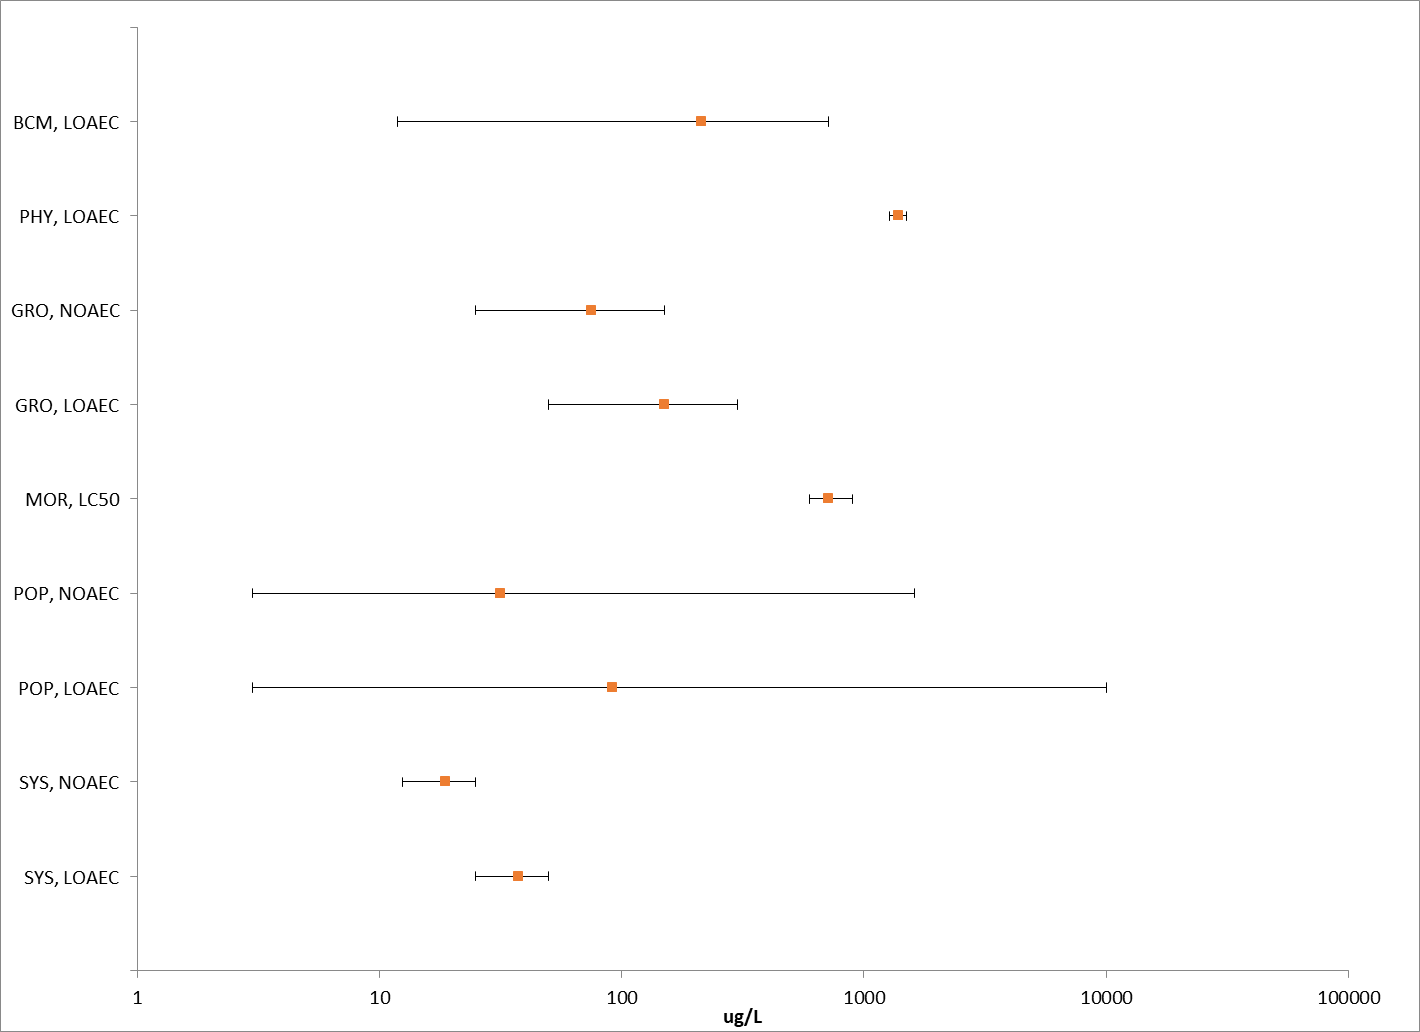 BCM, LOAEC
PHY, LOAEC
GRO, NOAEC
GRO, LOAEC
MOR, LC50
POP, NOAEC
POP, LOAEC
SYS, NOAEC
SYS, LOAEC
1 10 100 1000 10000 100000
ug/L